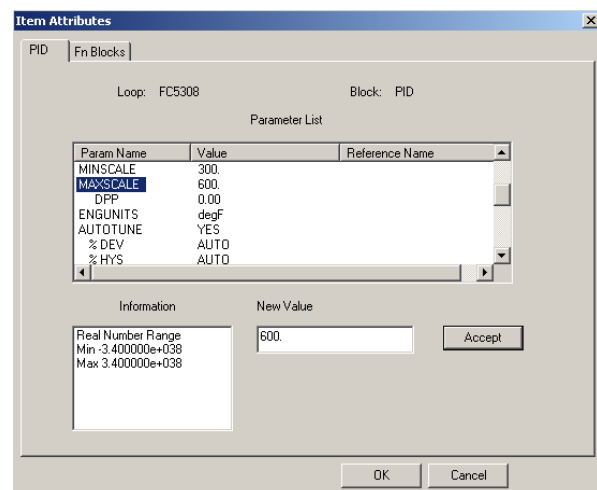 Item Attributes
PID Fn Blocks
Loop: FC5308 Block: PID
Parameter List
Param Name Value Reference Name
MINSCALE 300.
MAXSCALE 600.
DPP 0.00
ENGUNITS degF
AUTOTUNE YES
% DEV AUTO
% HYS AUTO
Information New Value
Real Number Range
Min -3.400000e+038
Max 3.400000e+038
600.
Accept
OK Cancel